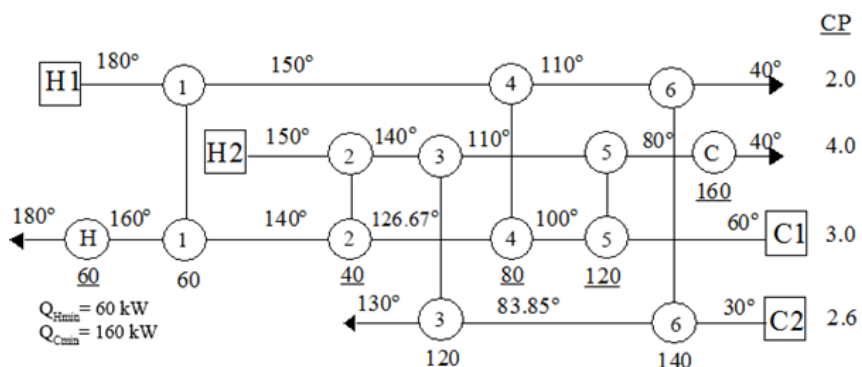 CP
H1 180° 1 150° 4 110° 6 40° 2.0
H2 150° 2 140° 3 110° 5 80° C 40° 4.0
160
180° H 160° 1 140° 2 126.67° 4 100° 5 60° C1 3.0
60 60 40 80 120
Q_Hmin = 60 kW
Q_Cmin = 160 kW
130° 3 83.85° 6 30° C2 2.6
120 140